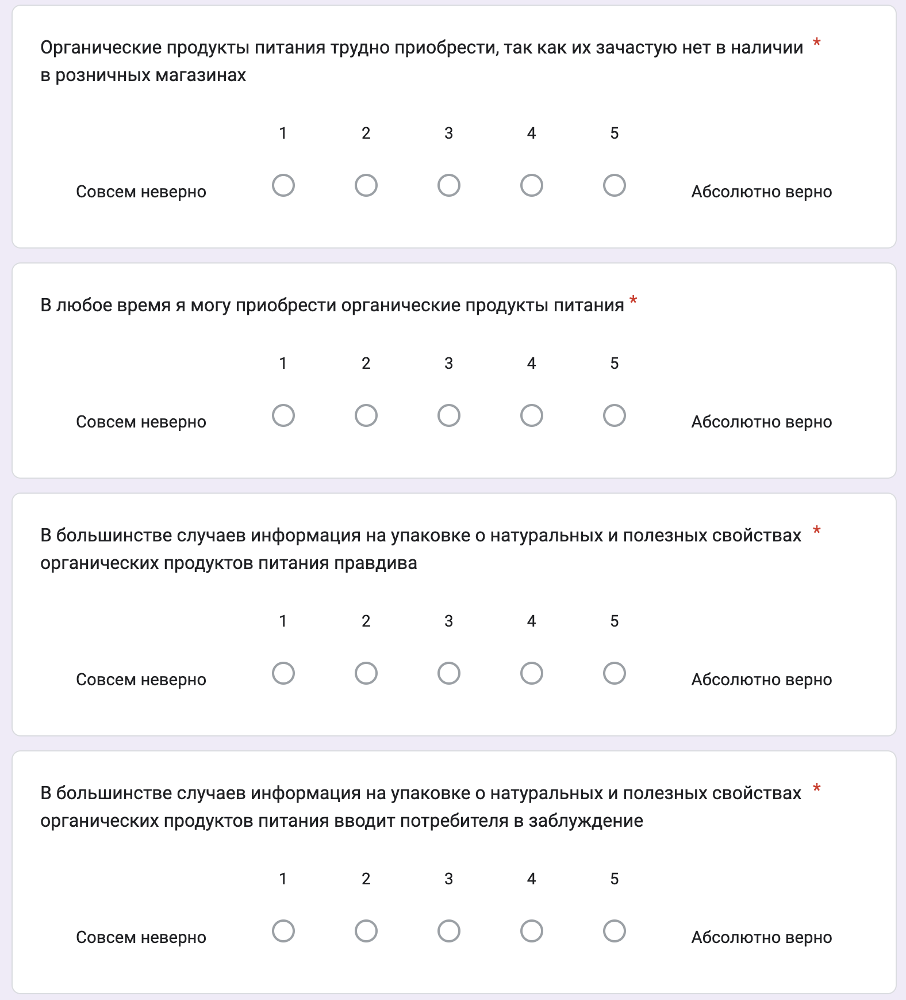 Органические продукты питания трудно приобрести, так как их зачастую нет в наличии *
в розничных магазинах
1 2 3 4 5
Совсем неверно Абсолютно верно
В любое время я могу приобрести органические продукты питания *
1 2 3 4 5
Совсем неверно Абсолютно верно
В большинстве случаев информация на упаковке о натуральных и полезных свойствах *
органических продуктов питания правдива
1 2 3 4 5
Совсем неверно Абсолютно верно
В большинстве случаев информация на упаковке о натуральных и полезных свойствах *
органических продуктов питания вводит потребителя в заблуждение
1 2 3 4 5
Совсем неверно Абсолютно верно